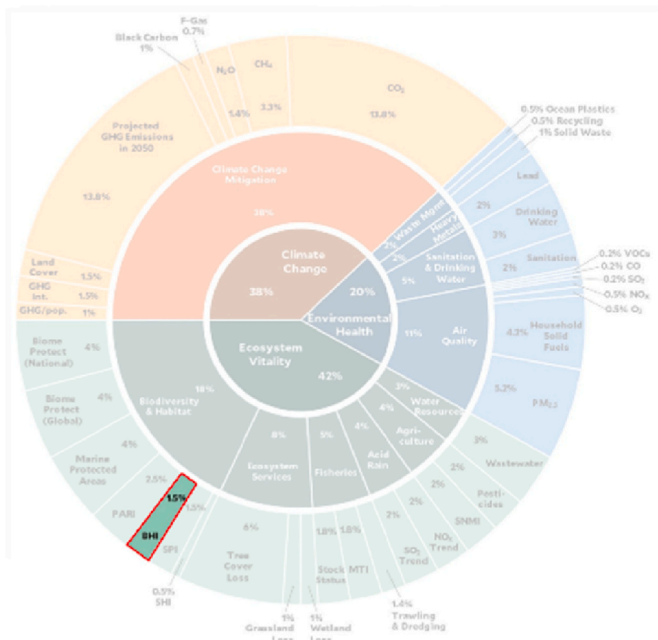 F-Gas
0.7%
Black Carbon
1%
N₂O
1.4%
CH₄
3.3%
CO₂
13.8%
Projected
GHG Emissions
in 2050
13.8%
Climate Change
Mitigation
38%
0.5% Ocean Plastics
0.5% Recycling
1% Solid Waste
Lead
2%
Drinking
Water
3%
Sanitation
2%
0.2% VOCs
0.2% CO
0.2% SO₂
0.5% NOₓ
0.5% O₃
Waste Mgmt
2%
Heavy
Metals
2%
Sanitation
& Drinking
Water
5%
Climate
Change
38%
20%
Environmental
Health
Air
Quality
11%
4.2%
Household
Solid
Fuels
5.2%
PM₂.₅
Land
Cover
1.5%
GHG
Int.
1.5%
GHG/pop.
1%
Ecosystem
Vitality
42%
Biome
Protect
(National)
4%
Biome
Protect
(Global)
4%
Marine
Protected
Areas
4%
PARI
2.5%
BHI
1.5%
SPI
1.5%
0.5%
SHI
18%
Biodiversity
& Habitat
8%
Ecosystem
Services
5%
Fisheries
4%
Acid
Rain
4%
Agri-
culture
3%
Water
Resources
3%
Wastewater
2%
Pesti-
cides
2%
SNMI
2%
NOₓ
Trend
2%
SO₂
Trend
1.4%
Trawling
& Dredging
1.8%
MTI
1.8%
Stock
Status
1%
Wetland
1%
Grassland
6%
Tree
Cover
Loss